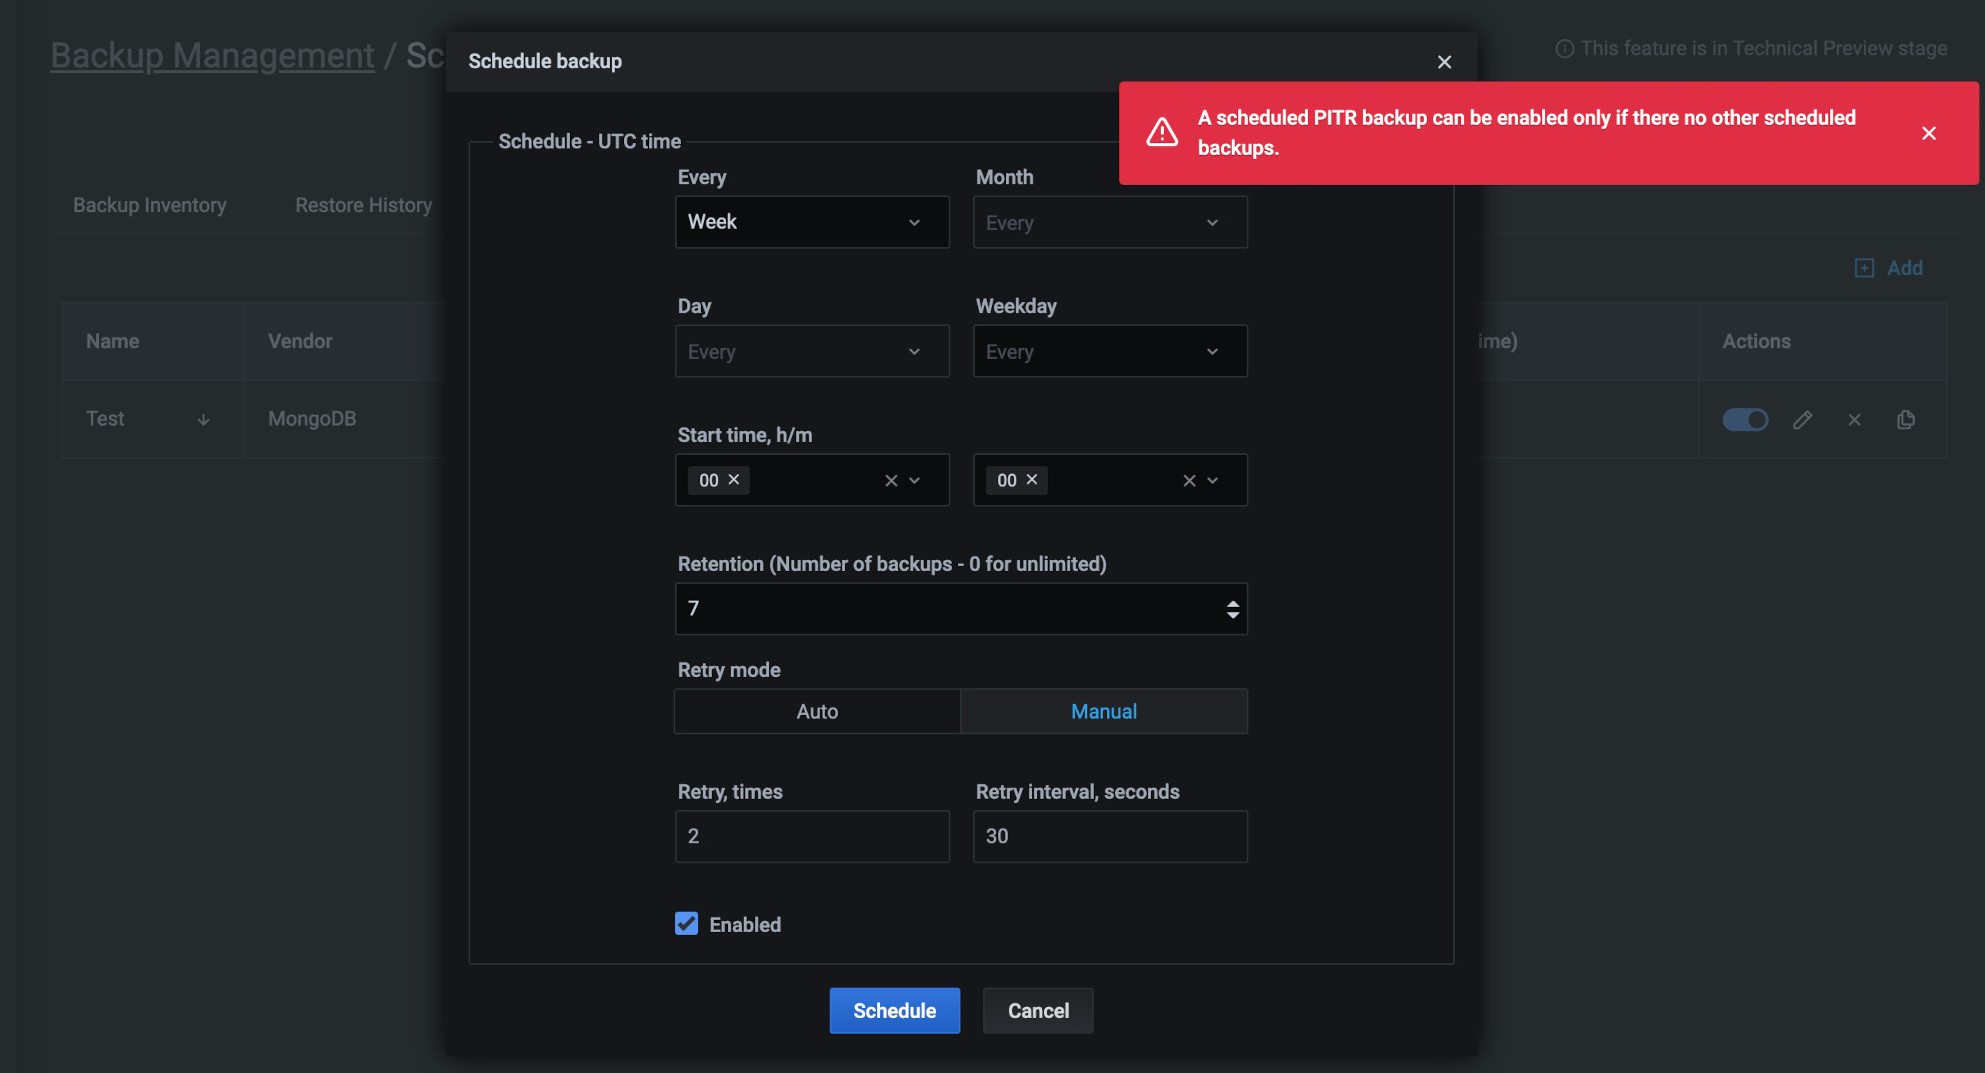 Backup Management / Sc
Schedule backup
This feature is in Technical Preview stage
A scheduled PITR backup can be enabled only if there no other scheduled
backups.
Schedule - UTC time
Every
Month
Week
Every
Backup Inventory
Restore History
Add
Day
Weekday
Every
Every
Name
Vendor
ime)
Actions
Test
MongoDB
Start time, h/m
00
00
Retention (Number of backups - 0 for unlimited)
7
Retry mode
Auto
Manual
Retry, times
Retry interval, seconds
2
30
Enabled
Schedule
Cancel